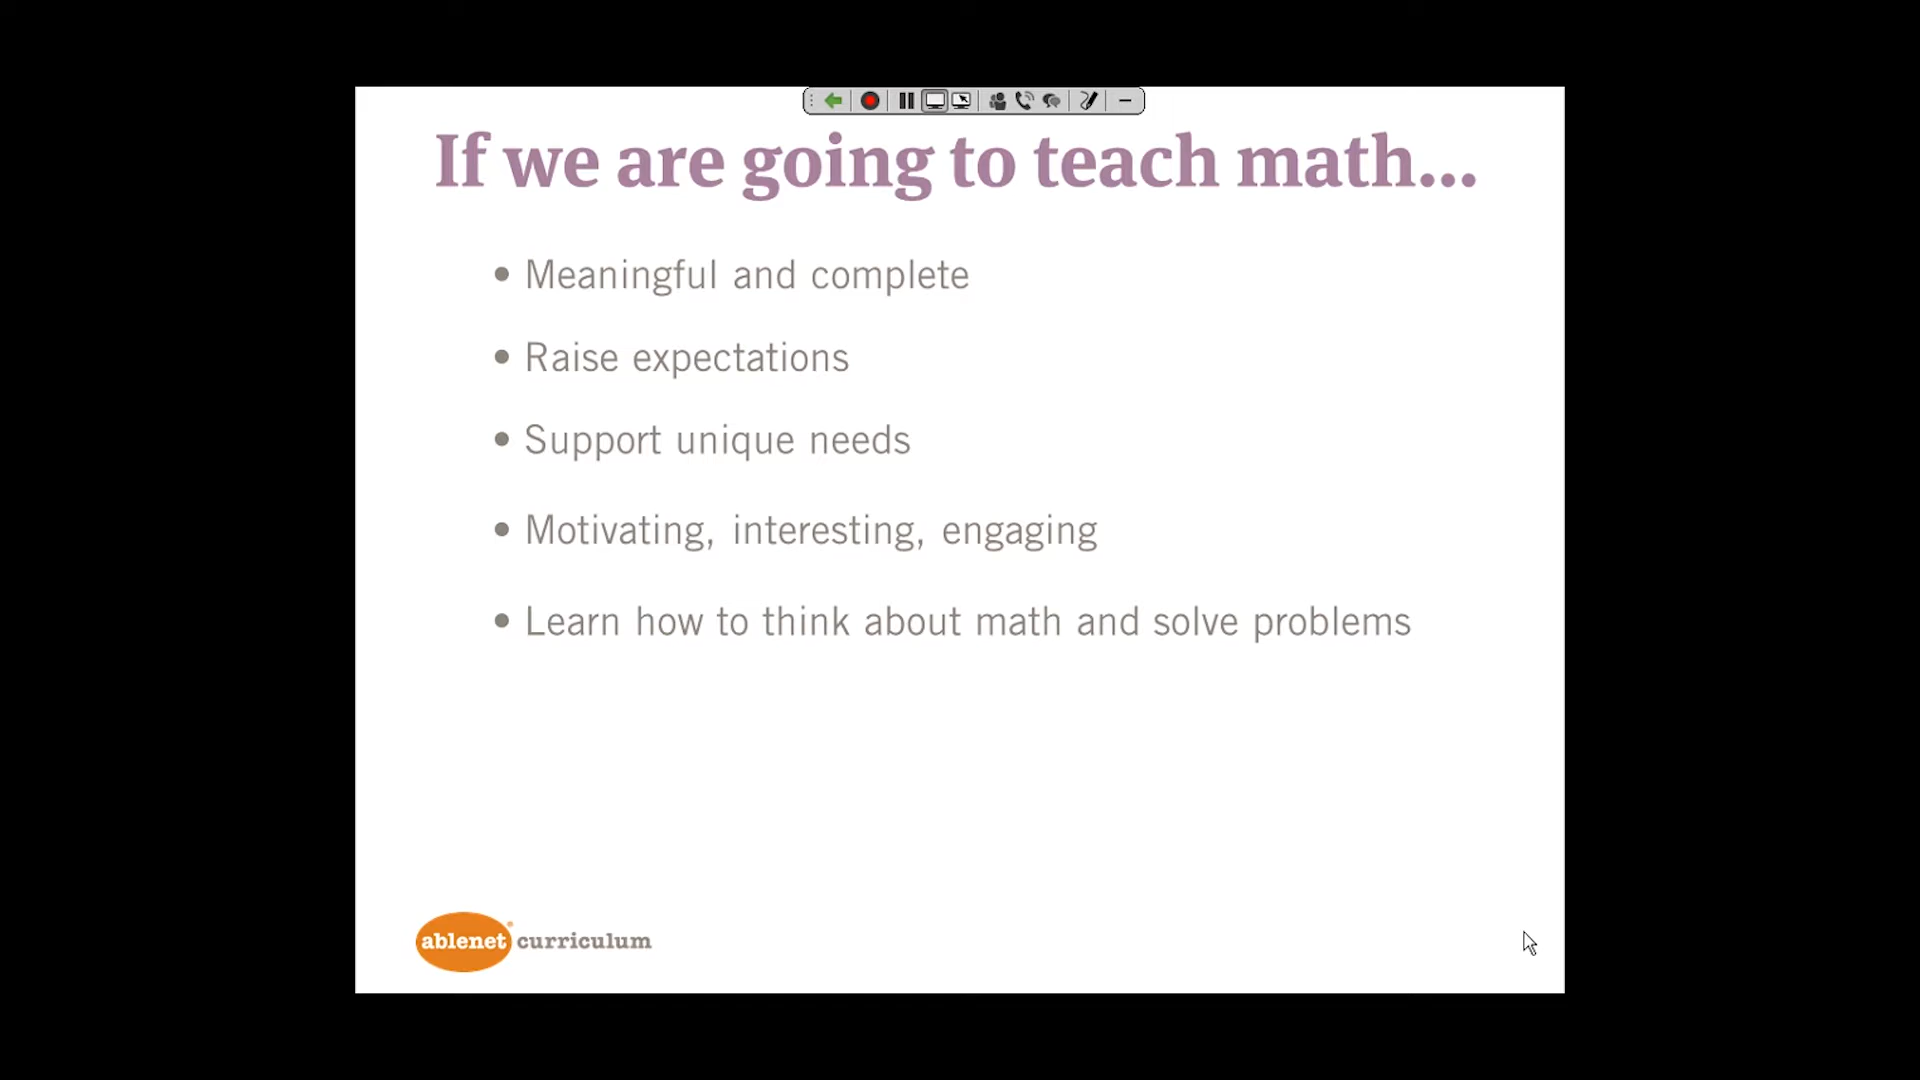 If we are going to teach math...
• Meaningful and complete
• Raise expectations
• Support unique needs
• Motivating, interesting, engaging
• Learn how to think about math and solve problems
ablenet curriculum